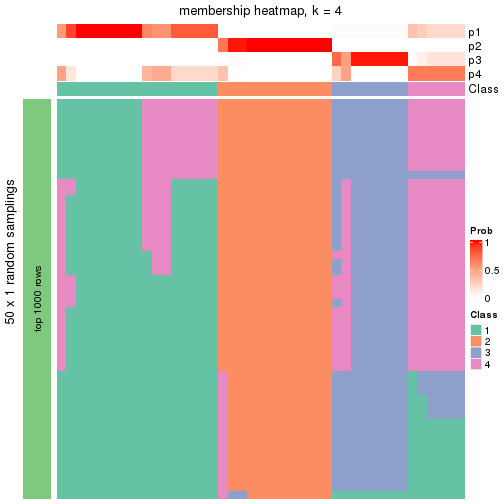 membership heatmap, k = 4
p1
p2
p3
p4
Class
50 x 1 random samplings
top 1000 rows
Prob
1
0.5
0
Class
1
2
3
4